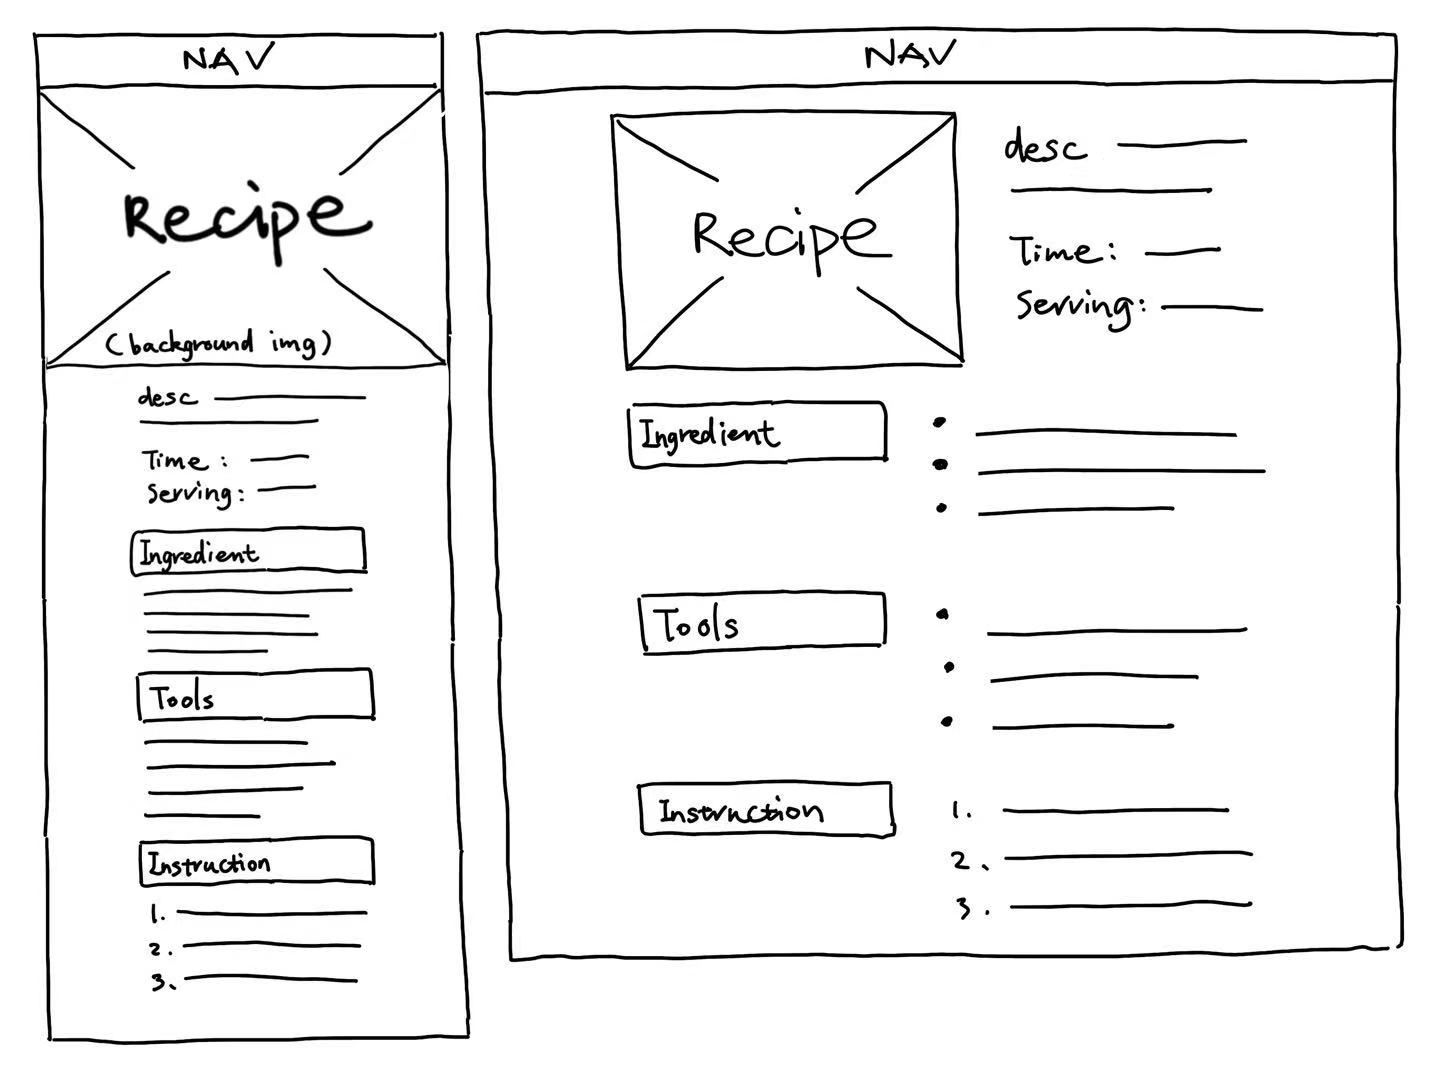 NAV
Recipe
(background img)
desc
Time :
Serving:
Ingredient
Tools
Instruction
1.
2.
3.
NAV
Recipe
desc
Time:
Serving:
Ingredient
Tools
Instruction
1.
2.
3.